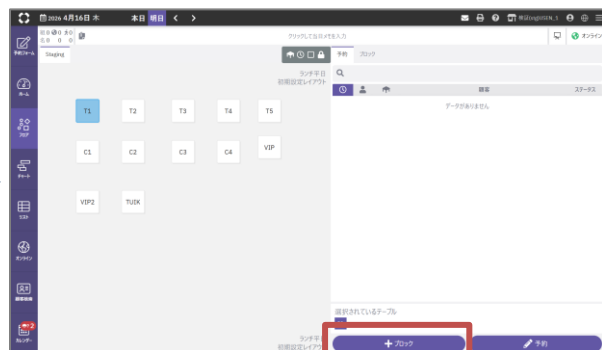 2026 4月16日 木 本日 明日 < >
クリックして当日メモを入力
オンライン
Staging
予約 ブロック
ランチ平日
初期設定レイアウト
顧客 ステータス
データがありません
T1 T2 T3 T4 T5
C1 C2 C3 C4 VIP
VIP2 TUIK
予約フォーム
ホーム
フロア
チャート
リスト
オンライン
顧客情報
カレンダー
2
選択されているテーブル
ランチ平日
初期設定レイアウト
+ ブロック
予約